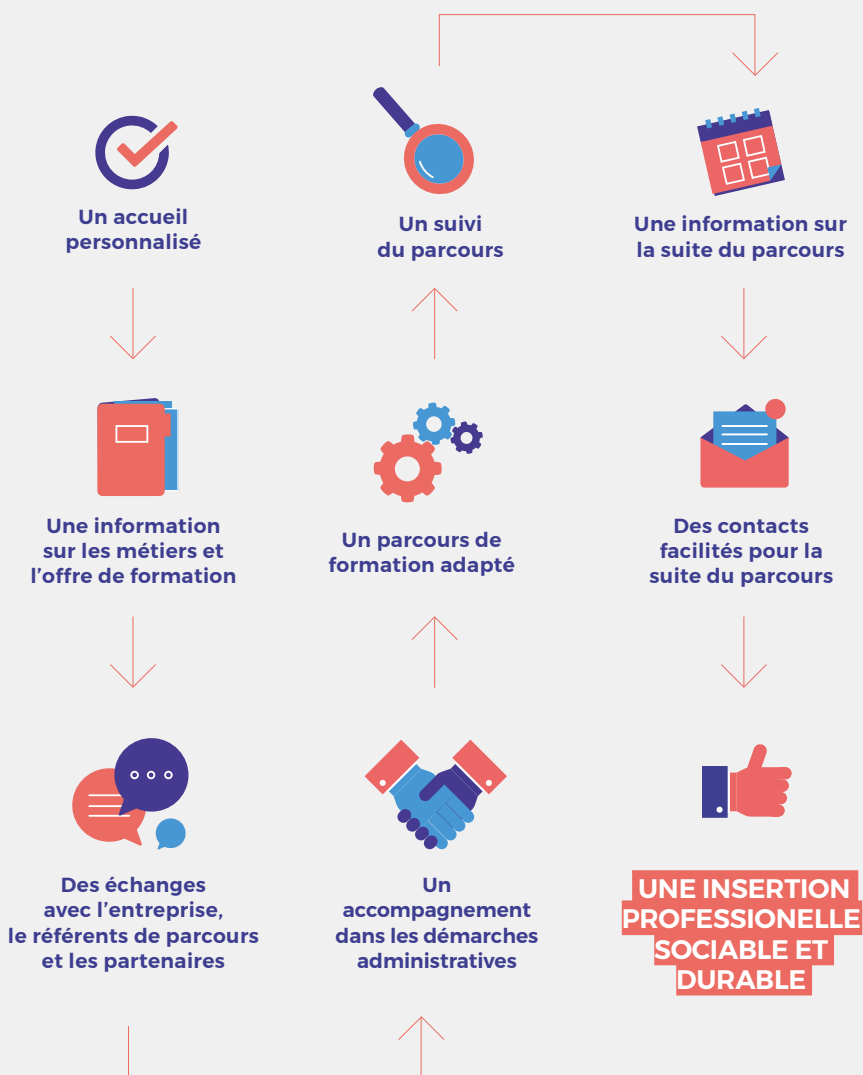 Un accueil
personnalisé
Une information
sur les métiers et
l'offre de formation
Des échanges
avec l'entreprise,
le référents de parcours
et les partenaires
Un
accompagnement
dans les démarches
administratives
Un parcours de
formation adapté
Un suivi
du parcours
Une information sur
la suite du parcours
Des contacts
facilités pour la
suite du parcours
UNE INSERTION
PROFESSIONELLE
SOCIABLE ET
DURABLE